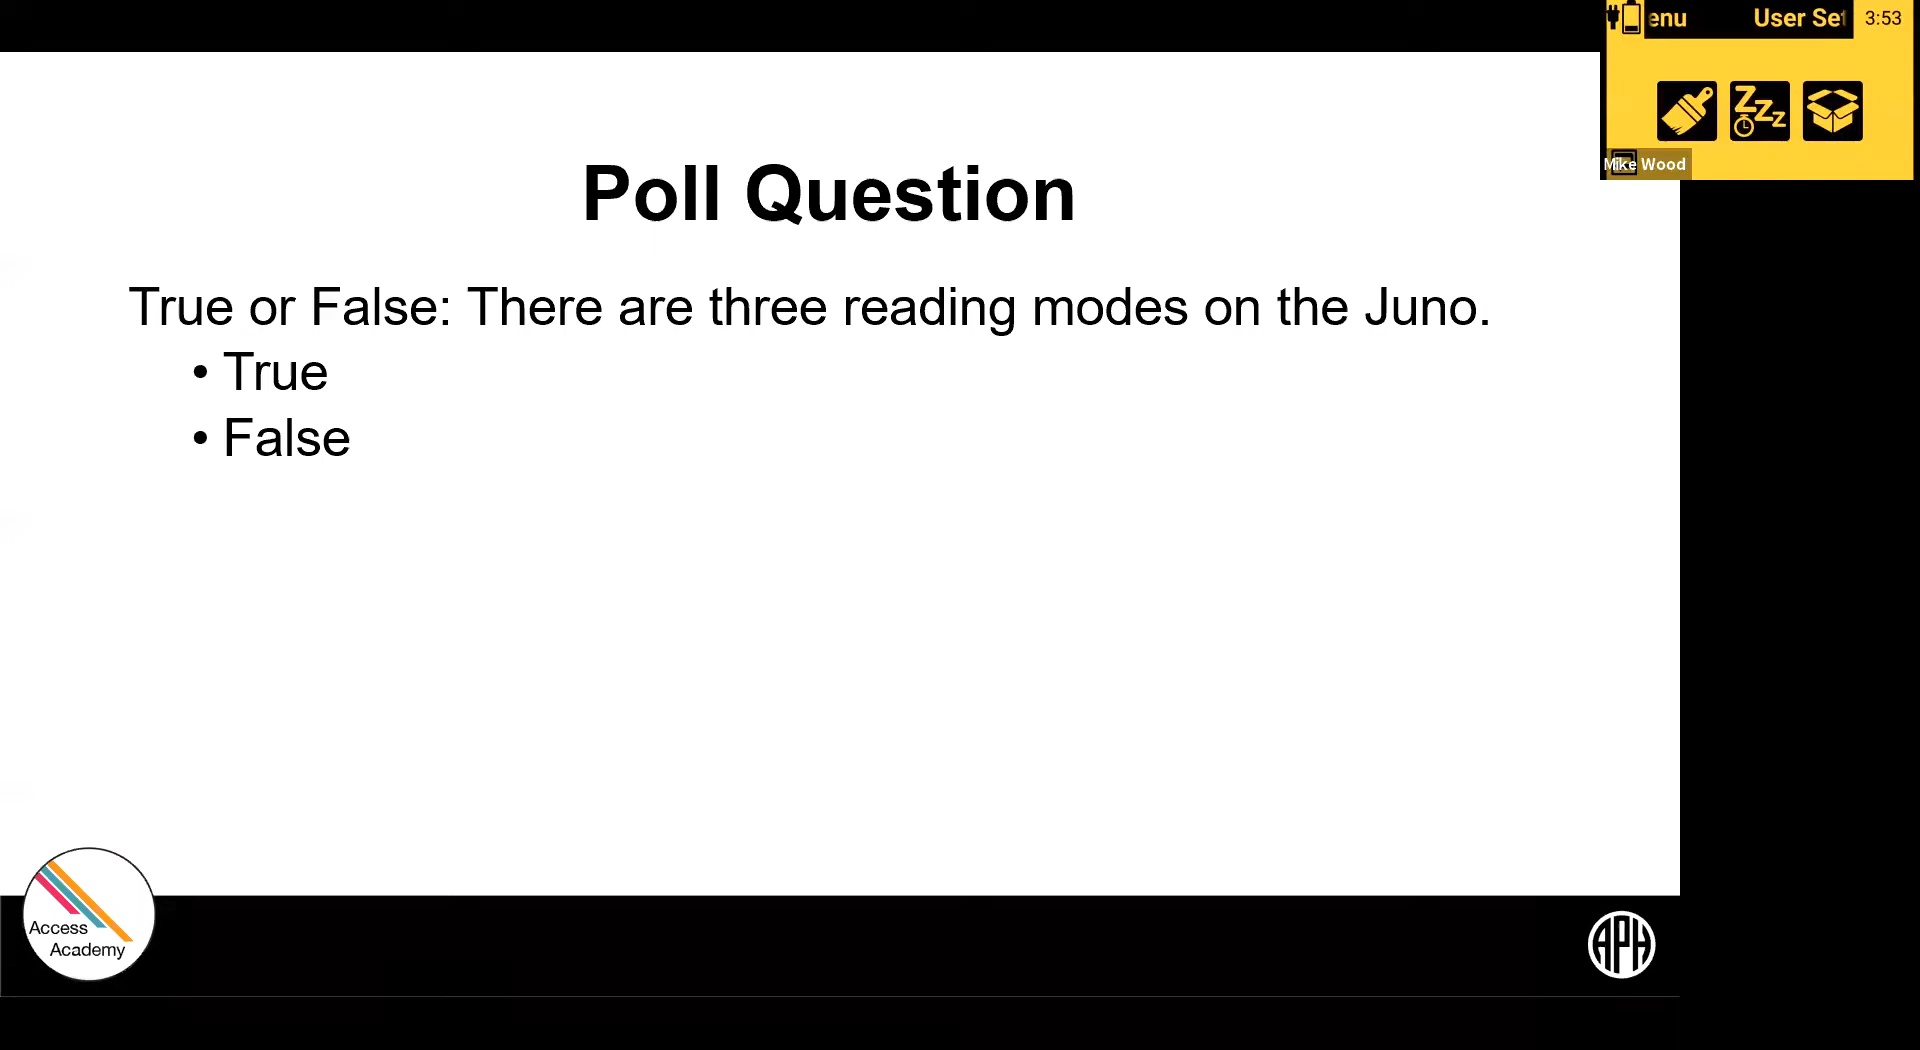 enu User Set 3:53
Zzz
Mike Wood
Poll Question
True or False: There are three reading modes on the Juno.
• True
• False
Access
Academy
APH